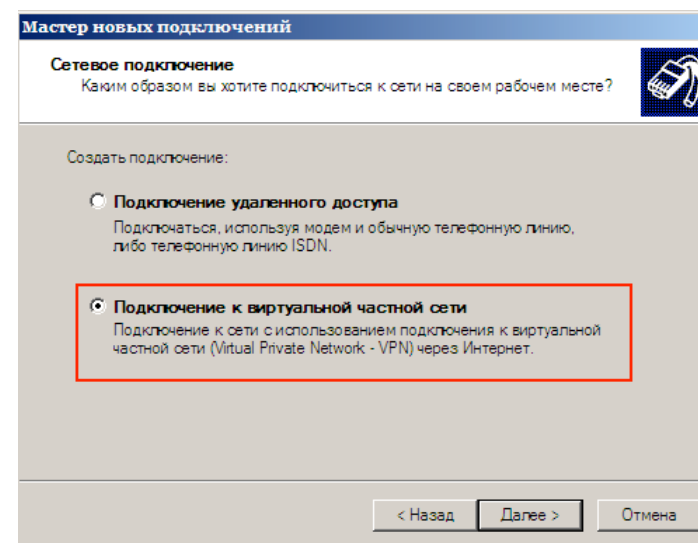 Мастер новых подключений
Сетевое подключение
Каким образом вы хотите подключиться к сети на своем рабочем месте?
Создать подключение:
Подключение удаленного доступа
Подключаться, используя модем и обычную телефонную линию,
либо телефонную линию ISDN.
Подключение к виртуальной частной сети
Подключение к сети с использованием подключения к виртуальной
частной сети (Virtual Private Network - VPN) через Интернет.
< Назад Далее > Отмена